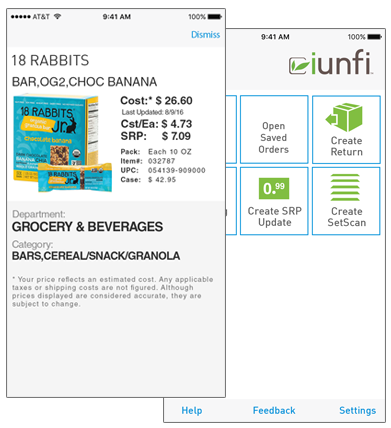 ●●●●● AT&T 9:41 AM 100%
Dismiss
18 RABBITS
BAR,OG2,CHOC BANANA
18 RABBITS
Jr.
chocolate banana
Cost:* $ 26.60
Last Updated: 8/9/16
Cst/Ea: $ 4.73
SRP: $ 7.09
Pack: Each 10 OZ
Item#: 032787
UPC: 054139-909000
Case: $ 42.95
Department:
GROCERY & BEVERAGES
Category:
BARS,CEREAL/SNACK/GRANOLA
* Your price reflects an estimated cost. Any applicable
taxes or shipping costs are not figured. Although
prices displayed are considered accurate, they are
subject to change.
9:41 AM 100%
iunfi
Open
Saved
Orders
Create
Return
0.99
Create SRP
Update
Create
SetScan
Help Feedback Settings